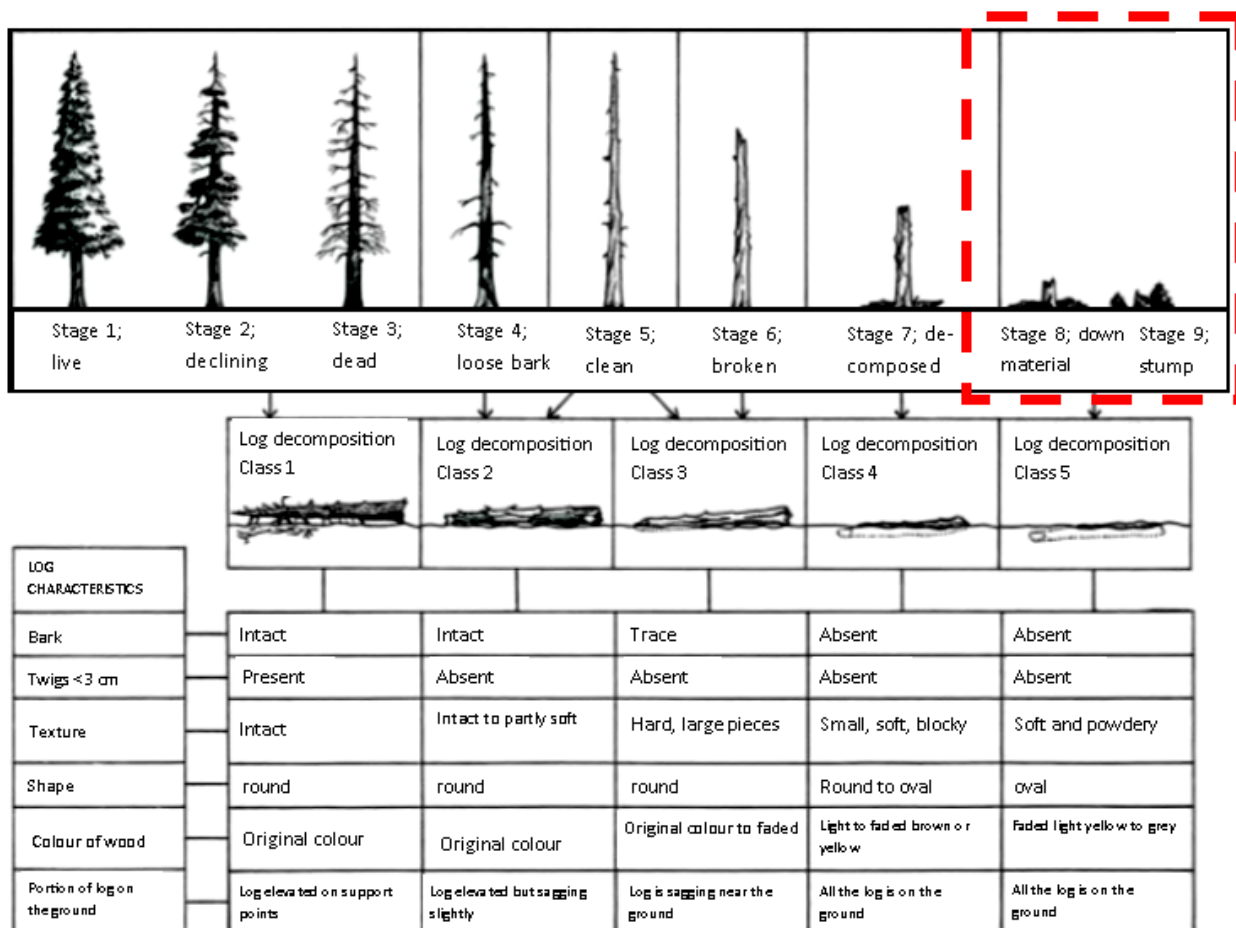 Stage 1;
live
Stage 2;
declining
Stage 3;
dead
Stage 4;
loose bark
Stage 5;
clean
Stage 6;
broken
Stage 7; de-
composed
Stage 8; down
material
Stage 9;
stump
Log decomposition
Class 1
Log decomposition
Class 2
Log decomposition
Class 3
Log decomposition
Class 4
Log decomposition
Class 5
LOG
CHARACTERISTICS
Bark
Intact
Intact
Trace
Absent
Absent
Twigs <3 cm
Present
Absent
Absent
Absent
Absent
Texture
Intact
Intact to partly soft
Hard, large pieces
Small, soft, blocky
Soft and powdery
Shape
round
round
round
Round to oval
oval
Colour of wood
Original colour
Original colour
Original colour to faded
Light to faded brown or
yellow
Faded light yellow to grey
Portion of log on
the ground
Log elevated on support
points
Log elevated but sagging
slightly
Log is sagging near the
ground
All the log is on the
ground
All the log is on the
ground